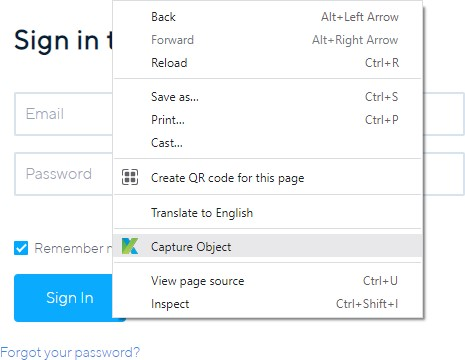 Sign in t
Email
Password
Remember m
Sign In
Forgot your password?
Back Alt+Left Arrow
Forward Alt+Right Arrow
Reload Ctrl+R
Save as... Ctrl+S
Print... Ctrl+P
Cast...
Create QR code for this page
Translate to English
Capture Object
View page source Ctrl+U
Inspect Ctrl+Shift+I